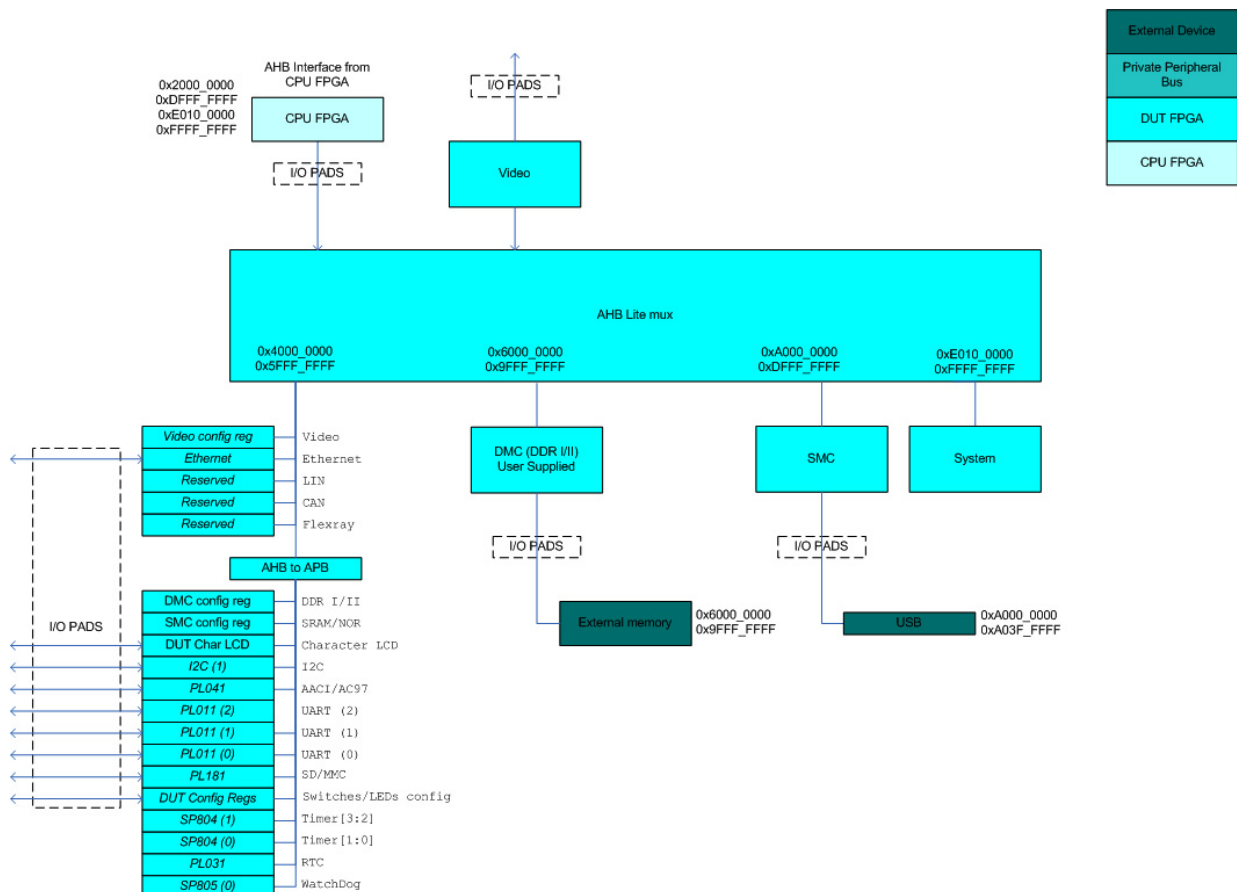 External Device
Private Peripheral
Bus
DUT FPGA
CPU FPGA
AHB Interface from
CPU FPGA
0x2000_0000
0xDFFF_FFFF
0xE010_0000
0xFFFF_FFFF
CPU FPGA
I/O PADS
I/O PADS
Video
AHB Lite mux
0x4000_0000
0x5FFF_FFFF
0x6000_0000
0x9FFF_FFFF
0xA000_0000
0xDFFF_FFFF
0xE010_0000
0xFFFF_FFFF
Video config reg Video
Ethernet Ethernet
Reserved LIN
Reserved CAN
Reserved Flexray
AHB to APB
DMC config reg DDR I/II
SMC config reg SRAM/NOR
DUT Char LCD Character LCD
I2C (1) I2C
PL041 AACI/AC97
PL011 (2) UART (2)
PL011 (1) UART (1)
PL011 (0) UART (0)
PL181 SD/MMC
DUT Config Regs Switches/LEDs config
SP804 (1) Timer[3:2]
SP804 (0) Timer[1:0]
PL031 RTC
SP805 (0) WatchDog
I/O PADS
DMC (DDR I/II)
User Supplied
I/O PADS
External memory
0x6000_0000
0x9FFF_FFFF
SMC
I/O PADS
USB
0xA000_0000
0xA03F_FFFF
System